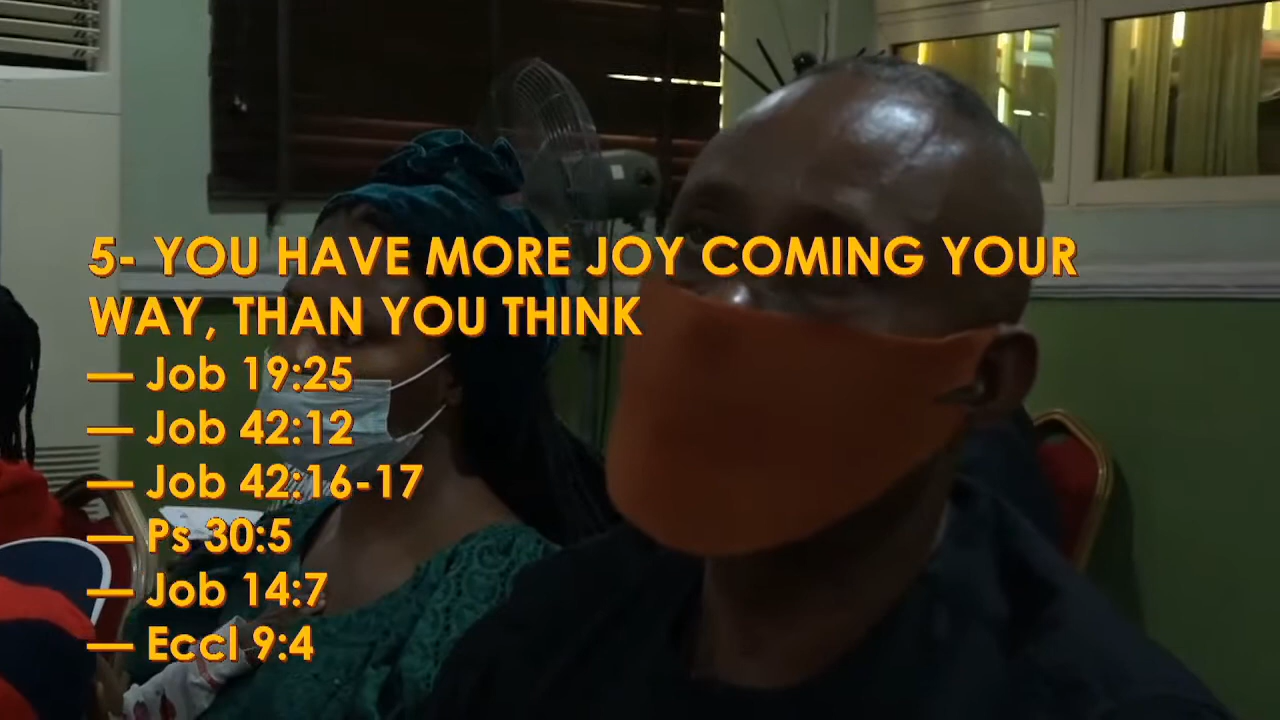 5- YOU HAVE MORE JOY COMING YOUR
WAY, THAN YOU THINK
— Job 19:25
— Job 42:12
— Job 42:16-17
— Ps 30:5
— Job 14:7
— Eccl 9:4